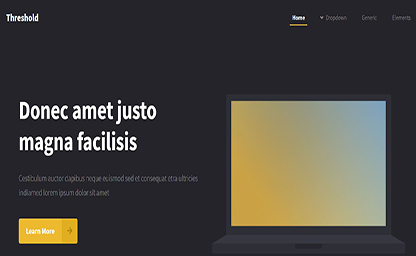 Threshold
Home Dropdown Generic Elements
Donec amet justo
magna facilisis
Vestibulum auctor dapibus neque euismod sed et consequat etra ultricies
indiamed lorem ipsum dolor sit amet
Learn More